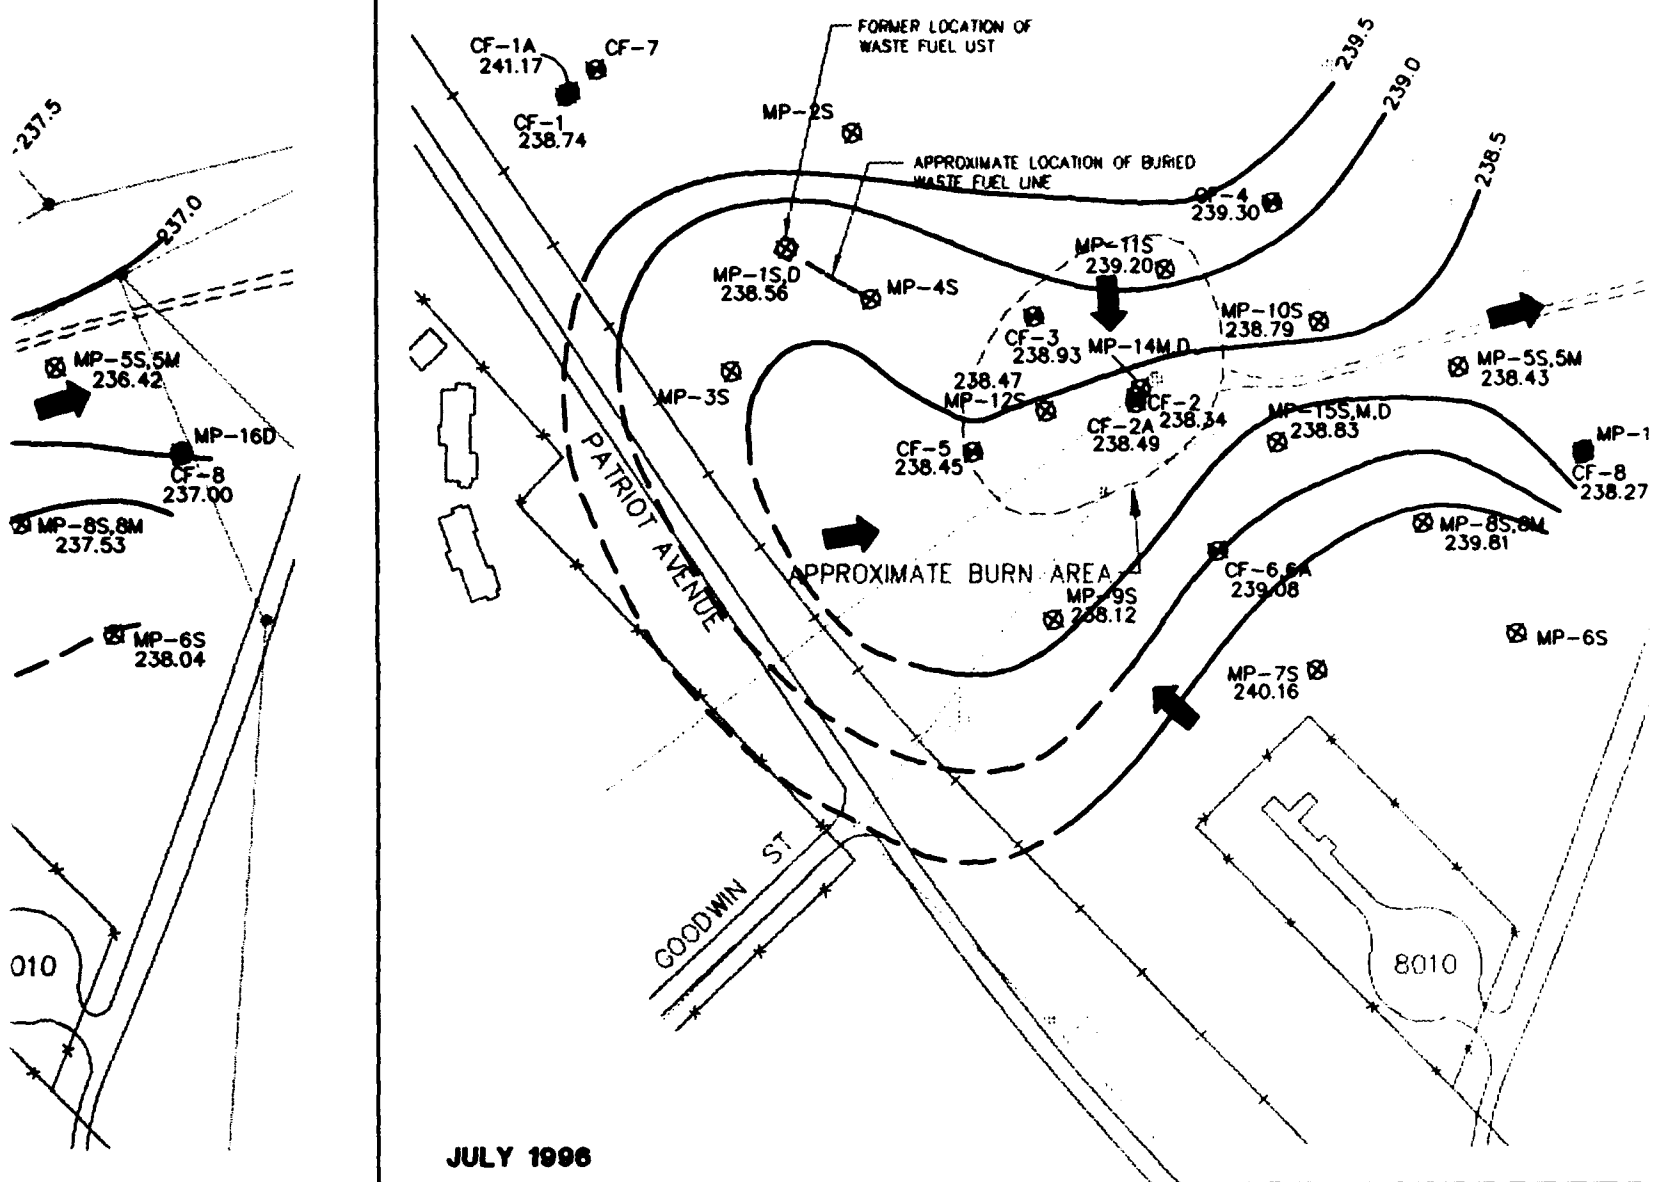 -237.5
237.0
MP-5S,5M
236.42
MP-16D
CF-8
237.00
MP-8S,8M
237.53
MP-6S
238.04
010
CF-1A
241.17
CF-7
CF-1
238.74
FORMER LOCATION OF
WASTE FUEL UST
MP-2S
APPROXIMATE LOCATION OF BURIED
WASTE FUEL LINE
239.5
239.0
238.5
CF-4
239.30
MP-11S
239.20
MP-1S,D
238.56
MP-4S
MP-10S
238.79
CF-3
238.93
MP-14M,D
MP-5S,5M
238.43
MP-3S
238.47
MP-12S
CF-2
238.34
CF-2A
238.49
MP-15S,M,D
238.83
CF-5
238.45
MP-1
CF-8
238.27
PATRIOT AVENUE
MP-8S,8M
239.81
APPROXIMATE BURN AREA
CF-6,6A
239.08
MP-9S
238.12
MP-6S
MP-7S
240.16
GOODWIN ST
8010
JULY 1996